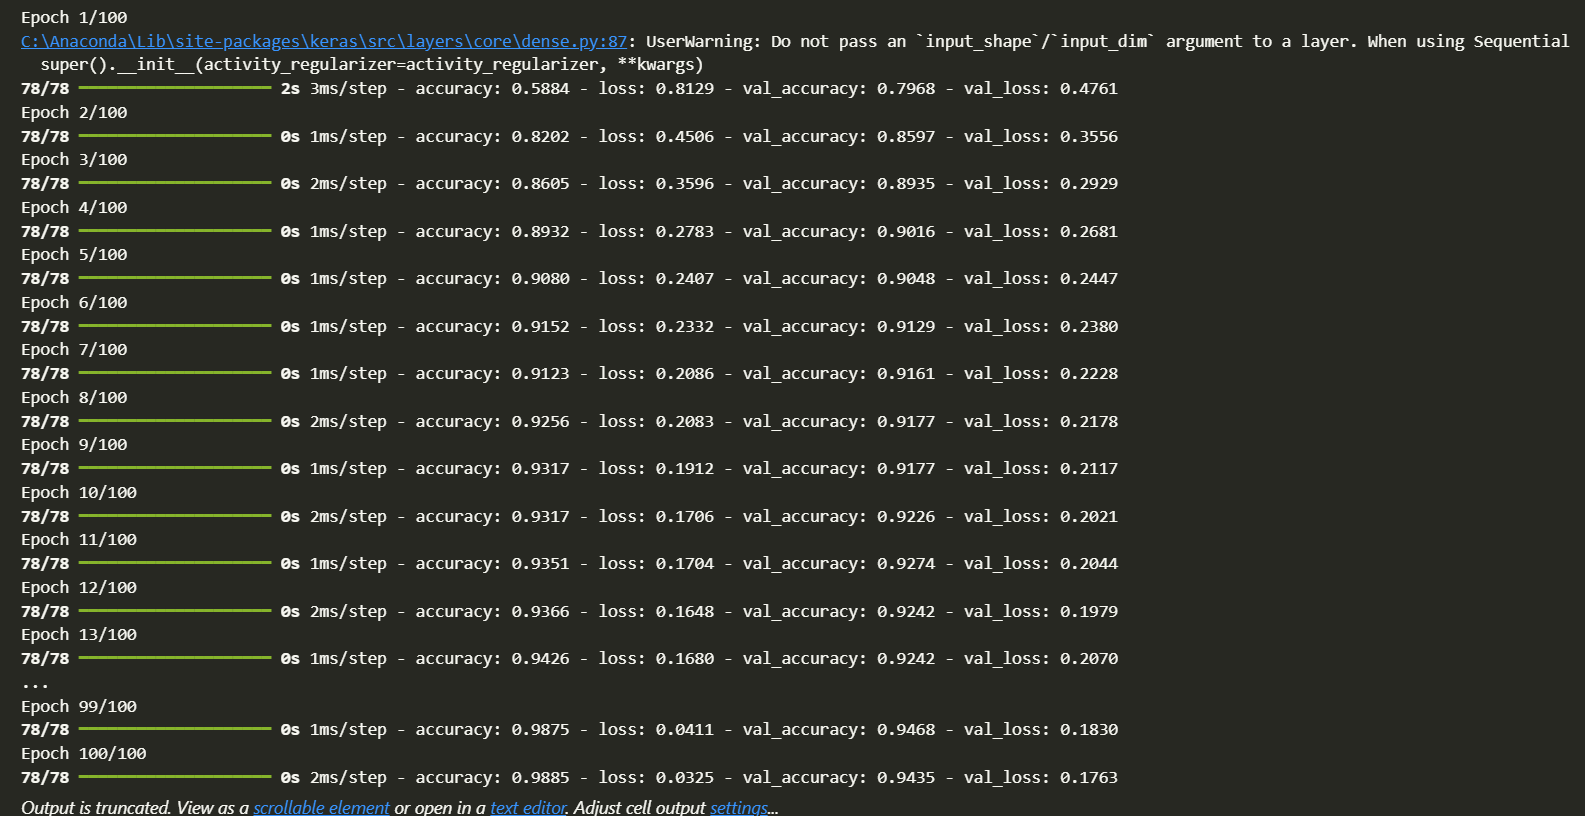 Epoch 1/100
C:\Anaconda\Lib\site-packages\keras\src\layers\core\dense.py:87: UserWarning: Do not pass an `input_shape`/`input_dim` argument to a layer. When using Sequential
super().__init__(activity_regularizer=activity_regularizer, **kwargs)
78/78 2s 3ms/step - accuracy: 0.5884 - loss: 0.8129 - val_accuracy: 0.7968 - val_loss: 0.4761
Epoch 2/100
78/78 0s 1ms/step - accuracy: 0.8202 - loss: 0.4506 - val_accuracy: 0.8597 - val_loss: 0.3556
Epoch 3/100
78/78 0s 2ms/step - accuracy: 0.8605 - loss: 0.3596 - val_accuracy: 0.8935 - val_loss: 0.2929
Epoch 4/100
78/78 0s 1ms/step - accuracy: 0.8932 - loss: 0.2783 - val_accuracy: 0.9016 - val_loss: 0.2681
Epoch 5/100
78/78 0s 1ms/step - accuracy: 0.9080 - loss: 0.2407 - val_accuracy: 0.9048 - val_loss: 0.2447
Epoch 6/100
78/78 0s 1ms/step - accuracy: 0.9152 - loss: 0.2332 - val_accuracy: 0.9129 - val_loss: 0.2380
Epoch 7/100
78/78 0s 1ms/step - accuracy: 0.9123 - loss: 0.2086 - val_accuracy: 0.9161 - val_loss: 0.2228
Epoch 8/100
78/78 0s 2ms/step - accuracy: 0.9256 - loss: 0.2083 - val_accuracy: 0.9177 - val_loss: 0.2178
Epoch 9/100
78/78 0s 1ms/step - accuracy: 0.9317 - loss: 0.1912 - val_accuracy: 0.9177 - val_loss: 0.2117
Epoch 10/100
78/78 0s 2ms/step - accuracy: 0.9317 - loss: 0.1706 - val_accuracy: 0.9226 - val_loss: 0.2021
Epoch 11/100
78/78 0s 1ms/step - accuracy: 0.9351 - loss: 0.1704 - val_accuracy: 0.9274 - val_loss: 0.2044
Epoch 12/100
78/78 0s 2ms/step - accuracy: 0.9366 - loss: 0.1648 - val_accuracy: 0.9242 - val_loss: 0.1979
Epoch 13/100
78/78 0s 1ms/step - accuracy: 0.9426 - loss: 0.1680 - val_accuracy: 0.9242 - val_loss: 0.2070
...
Epoch 99/100
78/78 0s 1ms/step - accuracy: 0.9875 - loss: 0.0411 - val_accuracy: 0.9468 - val_loss: 0.1830
Epoch 100/100
78/78 0s 2ms/step - accuracy: 0.9885 - loss: 0.0325 - val_accuracy: 0.9435 - val_loss: 0.1763
Output is truncated. View as a scrollable element or open in a text editor. Adjust cell output settings...